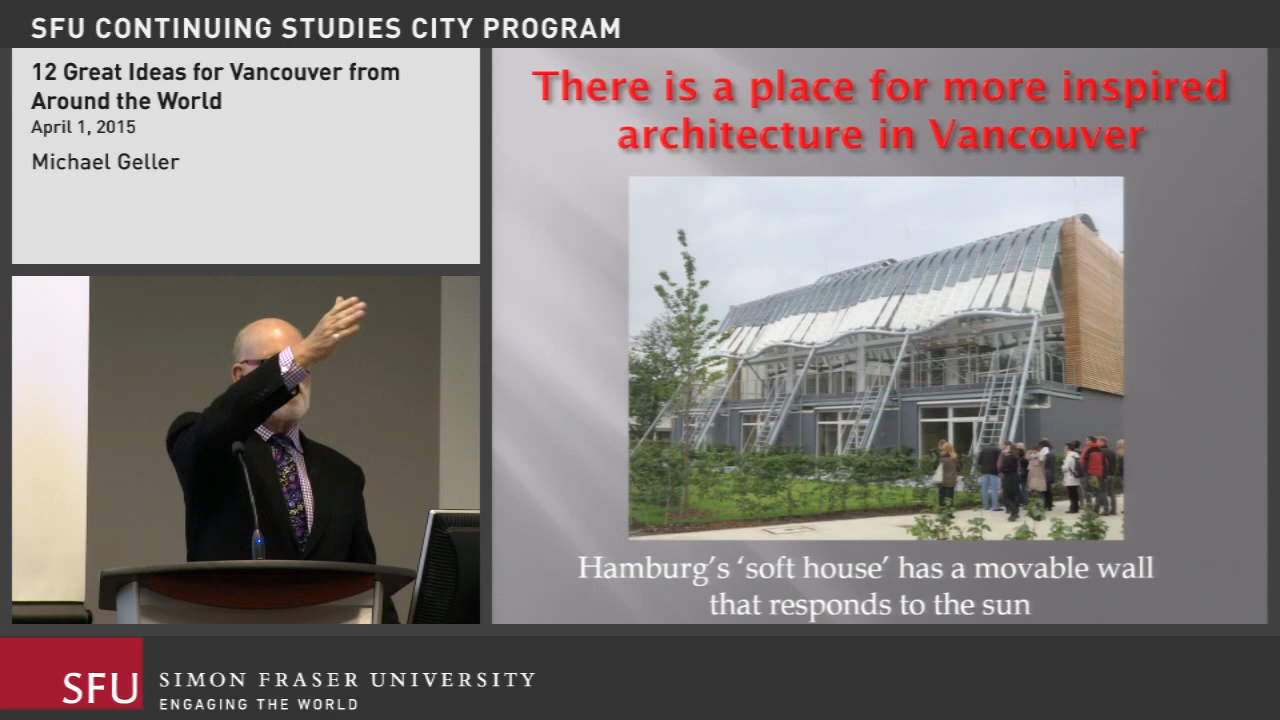 SFU CONTINUING STUDIES CITY PROGRAM
12 Great Ideas for Vancouver from
Around the World
April 1, 2015
Michael Geller
There is a place for more inspired
architecture in Vancouver
Hamburg's ‘soft house’ has a movable wall
that responds to the sun
SFU
SIMON FRASER UNIVERSITY
ENGAGING THE WORLD